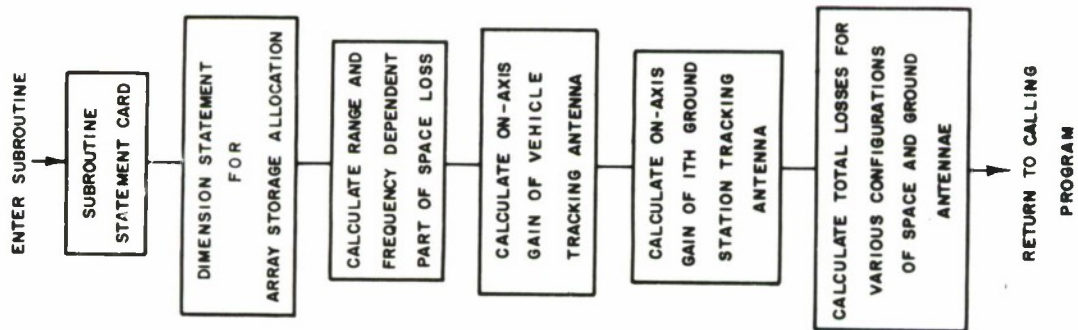 ENTER SUBROUTINE
SUBROUTINE
STATEMENT CARD
DIMENSION STATEMENT
FOR
ARRAY STORAGE ALLOCATION
CALCULATE RANGE AND
FREQUENCY DEPENDENT
PART OF SPACE LOSS
CALCULATE ON-AXIS
GAIN OF VEHICLE
TRACKING ANTENNA
CALCULATE ON-AXIS
GAIN OF ITH GROUND
STATION TRACKING
ANTENNA
CALCULATE TOTAL LOSSES FOR
VARIOUS CONFIGURATIONS
OF SPACE AND GROUND
ANTENNAE
RETURN TO CALLING
PROGRAM